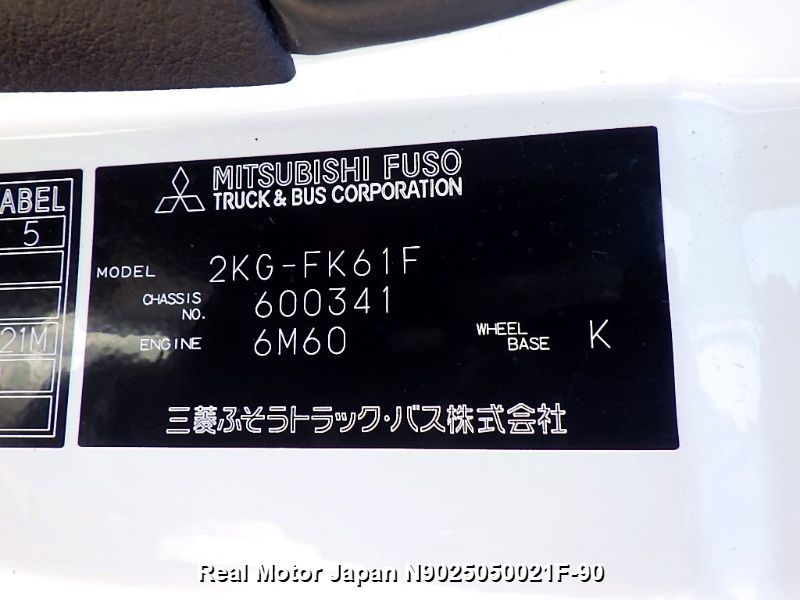 ABEL
5
21M
MITSUBISHI FUSO
TRUCK & BUS CORPORATION
MODEL 2KG-FK61F
CHASSIS NO. 600341
ENGINE 6M60 WHEEL BASE K
三菱ふそうトラック・バス株式会社
Real Motor Japan N9025050021F-90